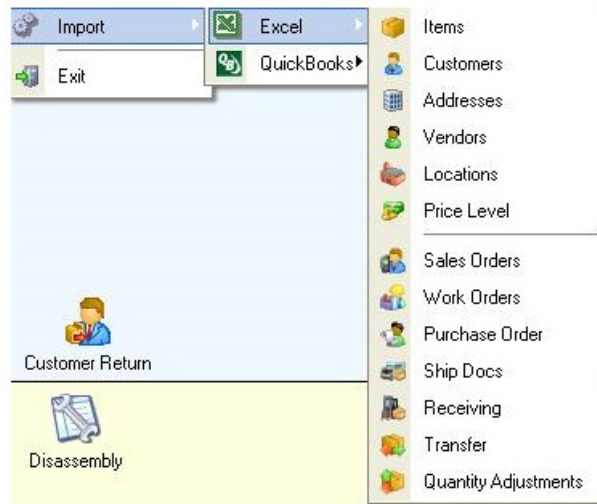 Import
Exit
Excel
QuickBooks
Items
Customers
Addresses
Vendors
Locations
Price Level
Sales Orders
Work Orders
Purchase Order
Ship Docs
Receiving
Transfer
Quantity Adjustments
Customer Return
Disassembly